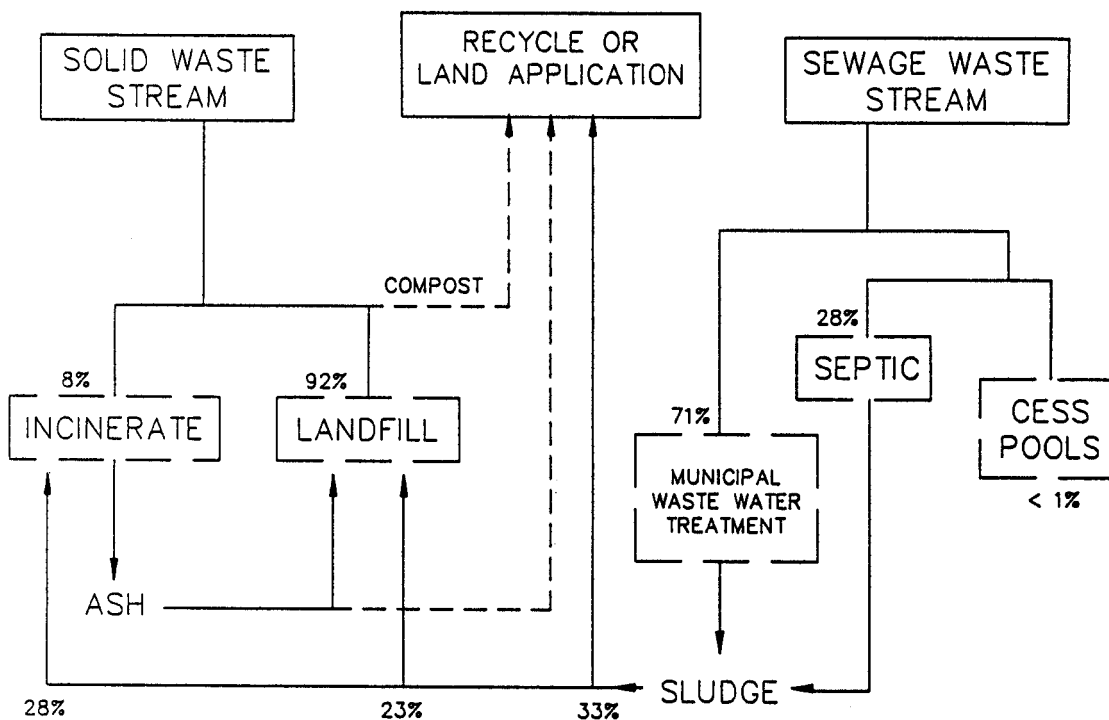 SOLID WASTE
STREAM
RECYCLE OR
LAND APPLICATION
SEWAGE WASTE
STREAM
COMPOST
8%
INCINERATE
92%
LANDFILL
28%
SEPTIC
71%
MUNICIPAL
WASTE WATER
TREATMENT
CESS
POOLS
< 1%
ASH
SLUDGE
28%
23%
33%